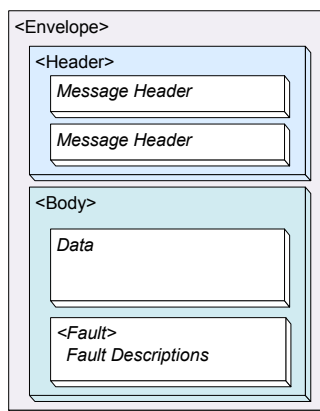 <Envelope>
<Header>
Message Header
Message Header
<Body>
Data
<Fault>
Fault Descriptions